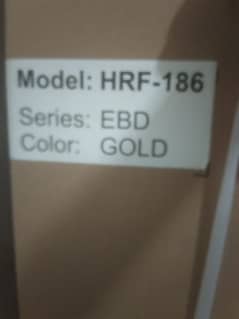 Model: HRF-186
Series: EBD
Color: GOLD